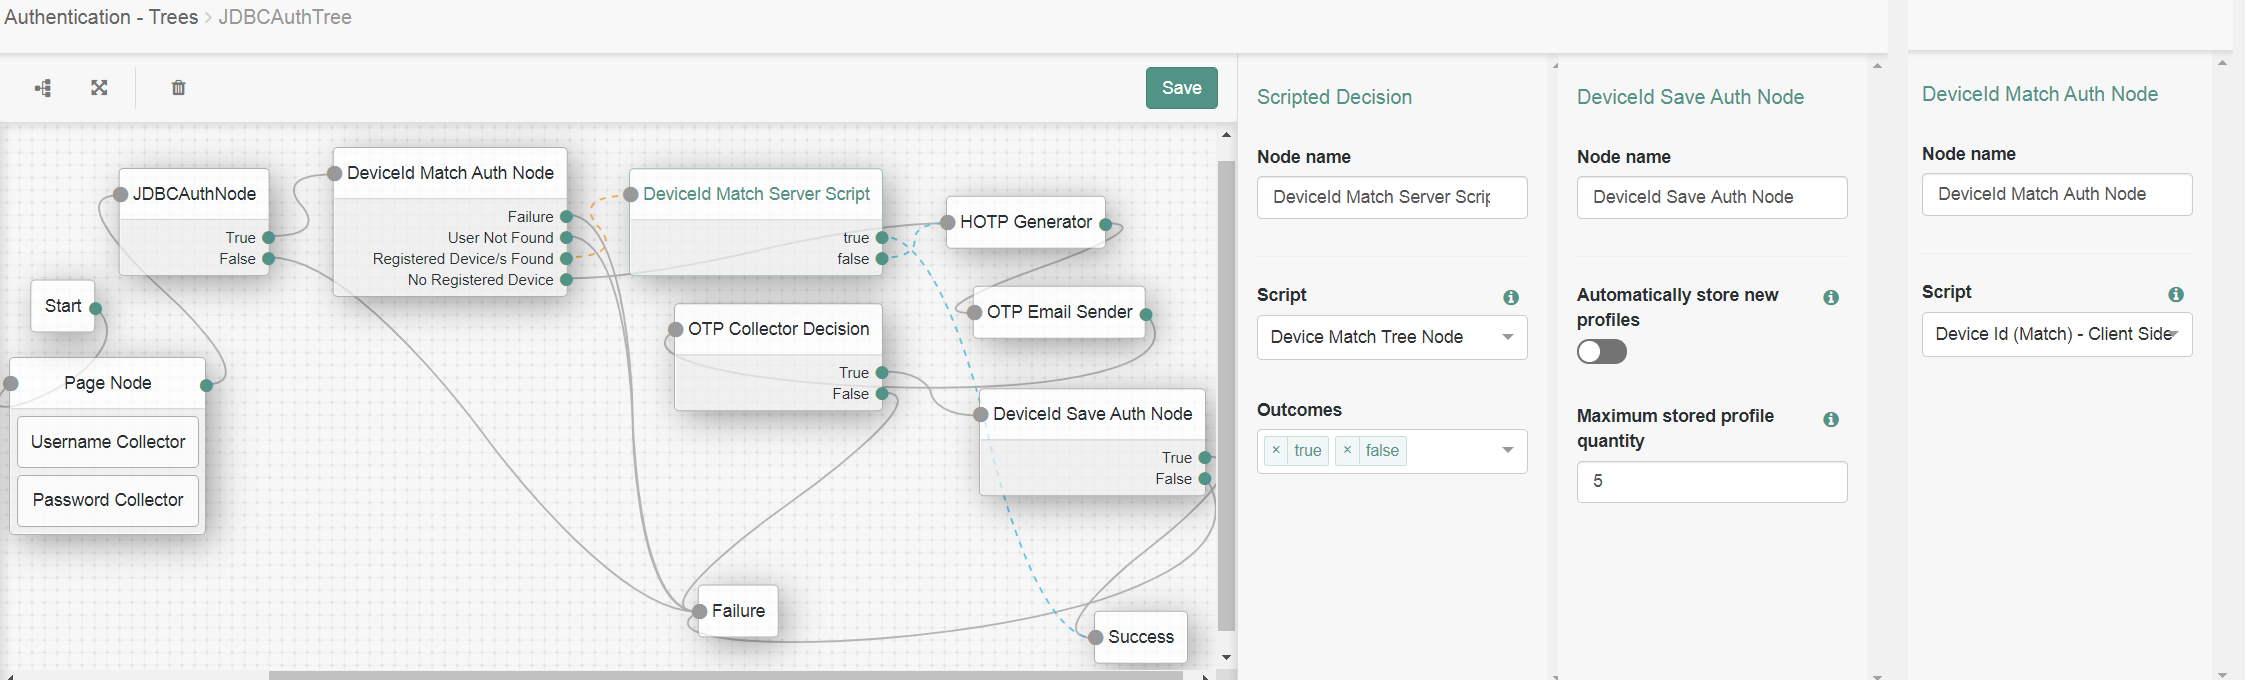 Authentication - Trees > JDBCAuthTree
Save
JDBCAuthNode
True
False
DeviceId Match Auth Node
Failure
User Not Found
Registered Device/s Found
No Registered Device
DeviceId Match Server Script
true
false
HOTP Generator
Start
OTP Email Sender
OTP Collector Decision
True
False
Page Node
Username Collector
Password Collector
DeviceId Save Auth Node
True
False
Failure
Success
Scripted Decision
Node name
DeviceId Match Server Scrip
Script
Device Match Tree Node
Outcomes
× true × false
DeviceId Save Auth Node
Node name
DeviceId Save Auth Node
Automatically store new
profiles
Maximum stored profile
quantity
5
DeviceId Match Auth Node
Node name
DeviceId Match Auth Node
Script
Device Id (Match) - Client Side